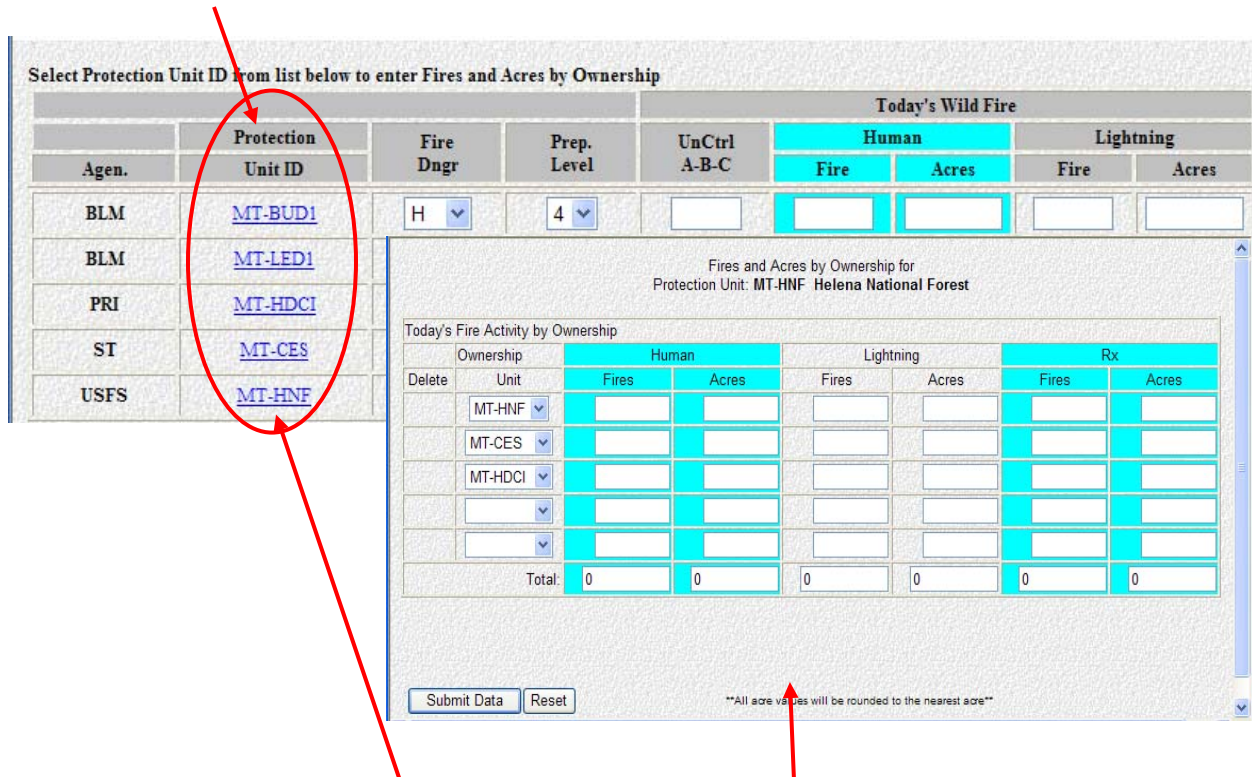 Select Protection Unit ID from list below to enter Fires and Acres by Ownership
Today's Wild Fire
Protection Fire Prep. UnCtrl Human Lightning
Agen. Unit ID Dngr Level A-B-C Fire Acres Fire Acres
BLM MT-BUD1 H 4
BLM MT-LED1
PRI MT-HDCI
ST MT-CES
USFS MT-HNF
Fires and Acres by Ownership for
Protection Unit: MT-HNF Helena National Forest
Today's Fire Activity by Ownership
Ownership Human Lightning Rx
Delete Unit Fires Acres Fires Acres Fires Acres
MT-HNF
MT-CES
MT-HDCI
Total: 0 0 0 0 0 0
Submit Data Reset **All acre values will be rounded to the nearest acre**